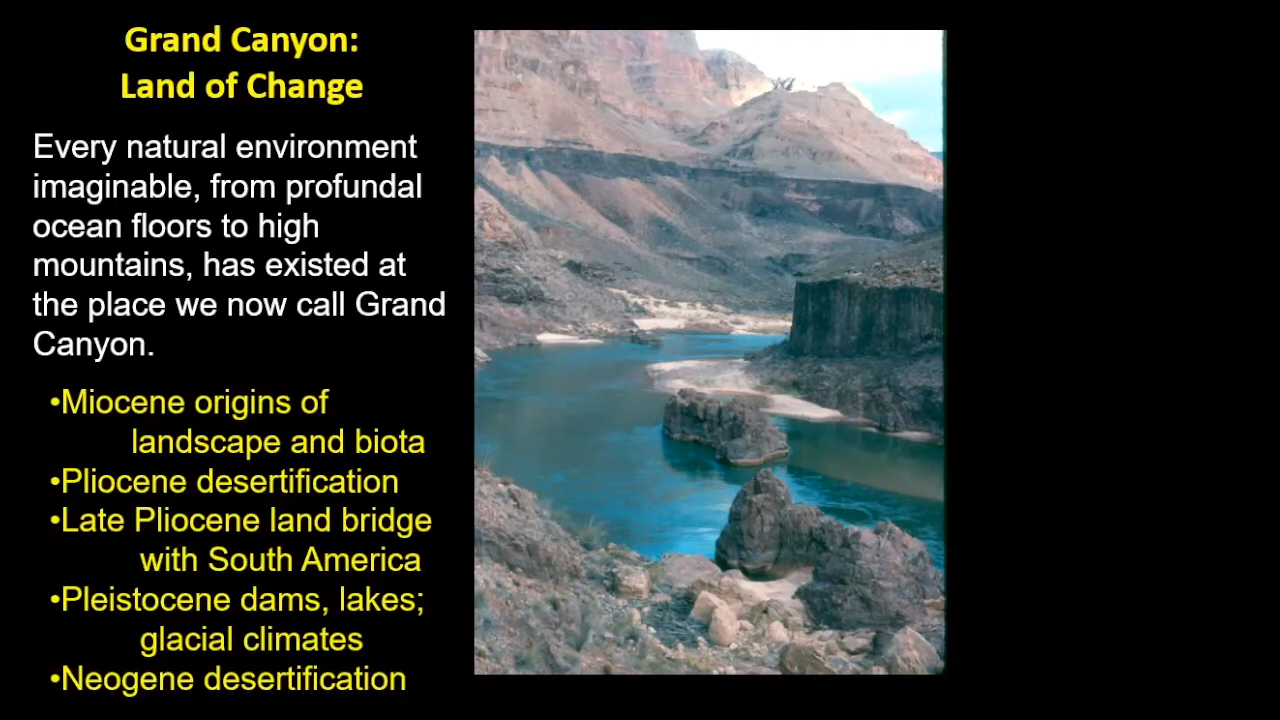 Grand Canyon:
Land of Change
Every natural environment
imaginable, from profundal
ocean floors to high
mountains, has existed at
the place we now call Grand
Canyon.
•Miocene origins of
landscape and biota
•Pliocene desertification
•Late Pliocene land bridge
with South America
•Pleistocene dams, lakes;
glacial climates
•Neogene desertification